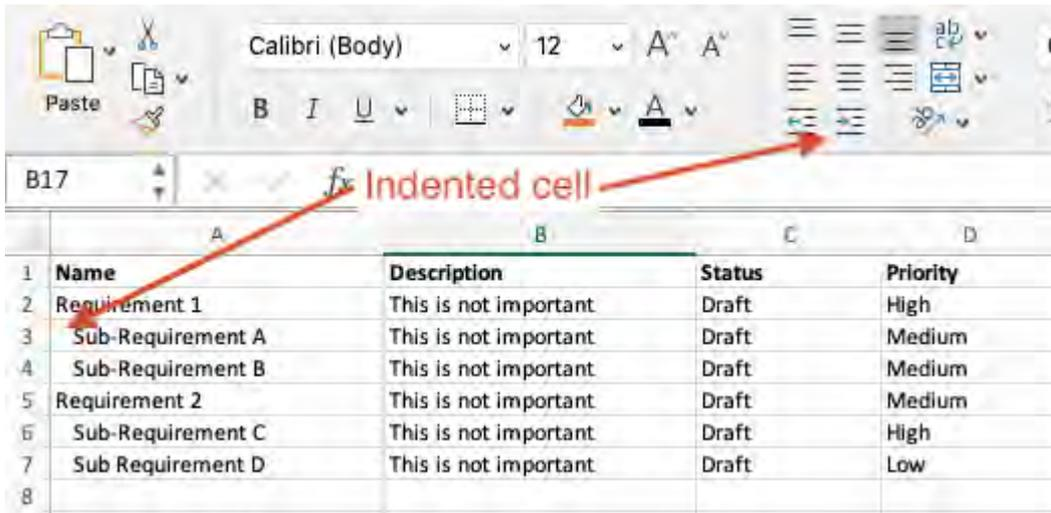 Calibri (Body) 12 A A
Paste B I U A
B17 fx Indented cell
A B C D
1 Name Description Status Priority
2 Requirement 1 This is not important Draft High
3 Sub-Requirement A This is not important Draft Medium
4 Sub-Requirement B This is not important Draft Medium
5 Requirement 2 This is not important Draft Medium
6 Sub-Requirement C This is not important Draft High
7 Sub Requirement D This is not important Draft Low
8